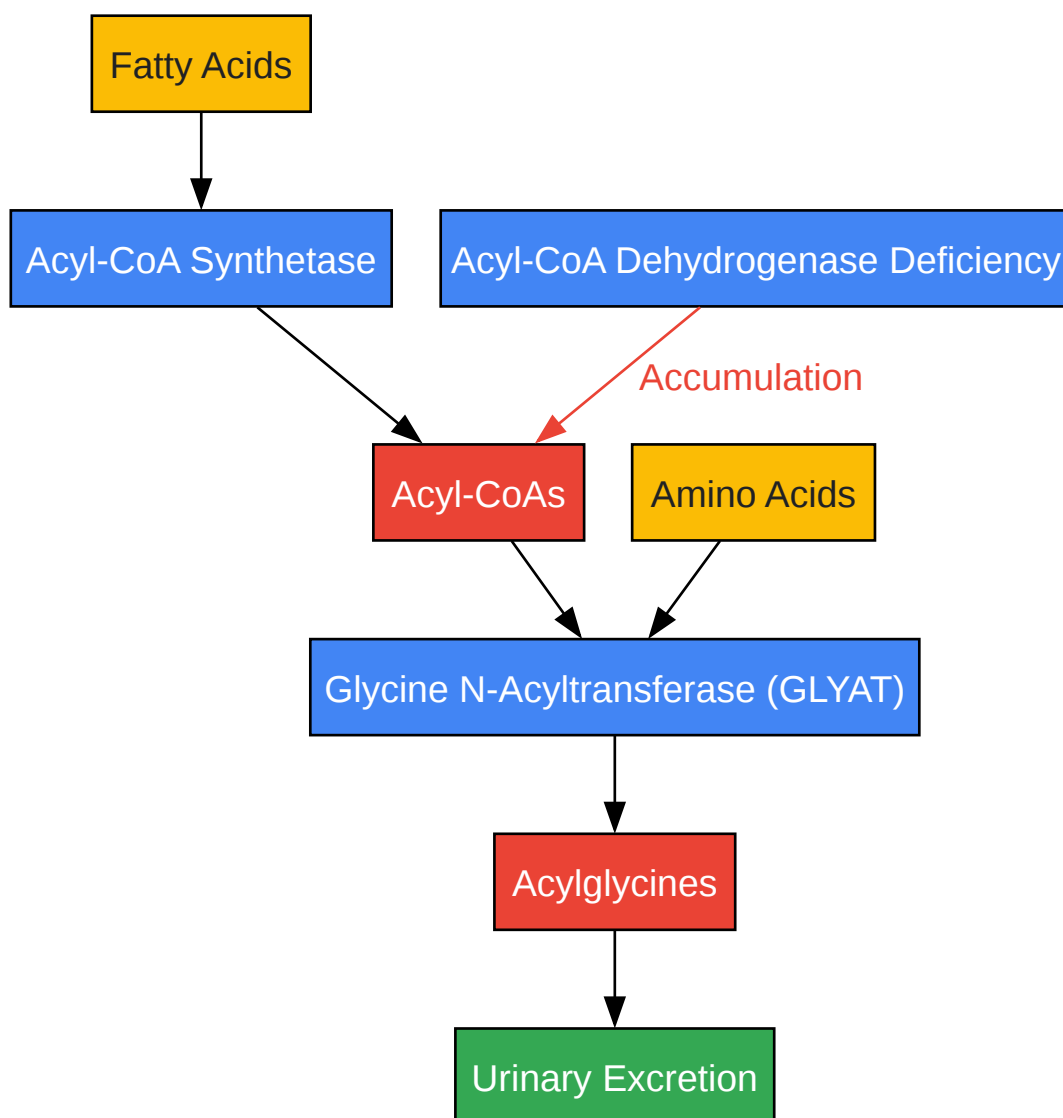 Fatty Acids
Acyl-CoA Synthetase
Acyl-CoA Dehydrogenase Deficiency
Accumulation
Acyl-CoAs
Amino Acids
Glycine N-Acyltransferase (GLYAT)
Acylglycines
Urinary Excretion